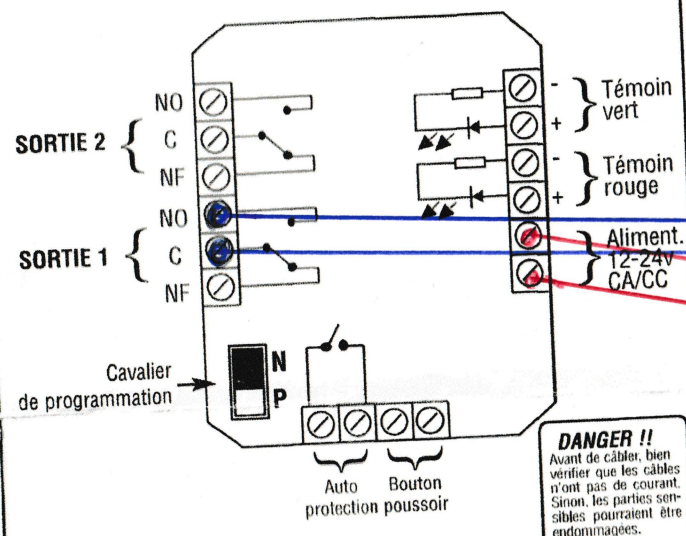 NO
SORTIE 2
C
NF
NO
SORTIE 1
C
NF
-
Témoin
vert
+
-
Témoin
rouge
+
Aliment.
12-24v
CA/CC
Cavalier
de programmation
N
P
Auto
protection
Bouton
poussoir
DANGER !!
Avant de câbler, bien
vérifier que les câbles
n'ont pas de courant.
Sinon, les parties sen-
sibles pourraient être
endommagées.